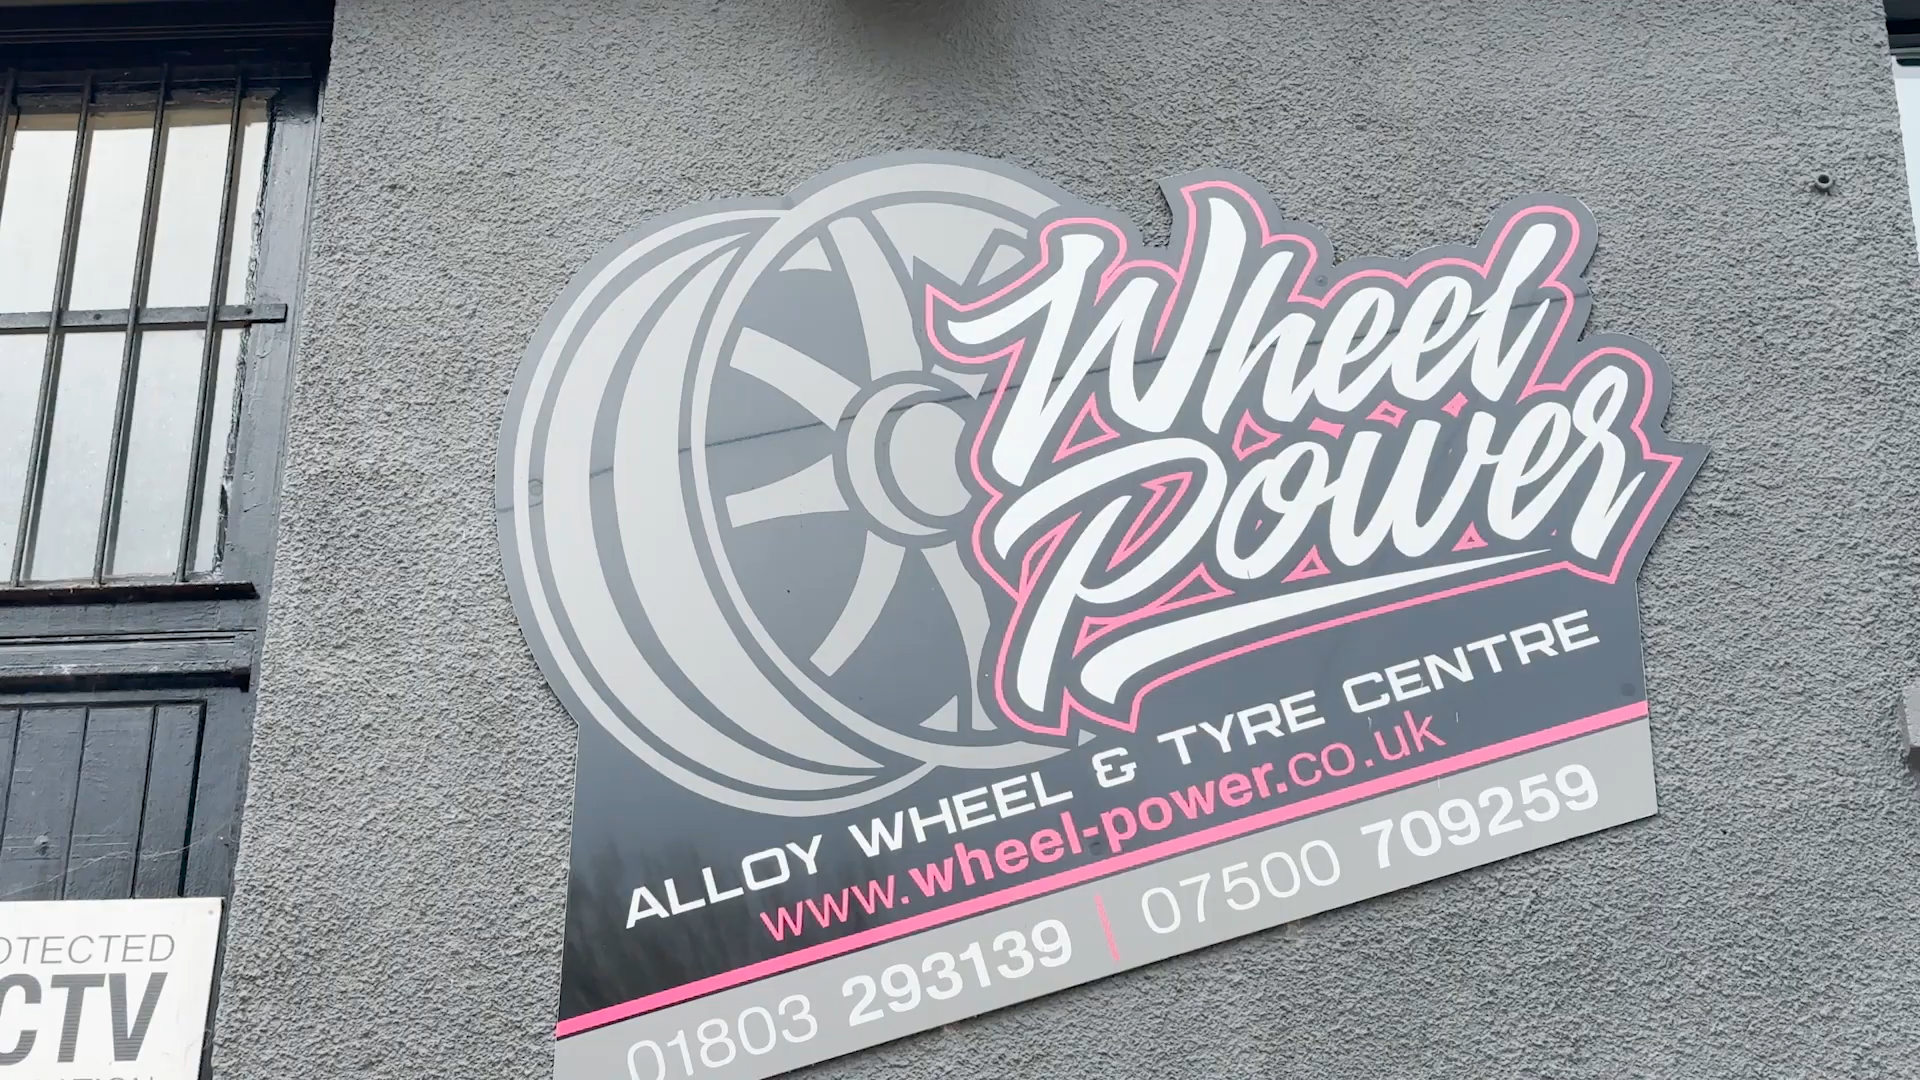 Wheel
Power
ALLOY WHEEL & TYRE CENTRE
www.wheel-power.co.uk
01803 293139 | 07500 709259
OTECTED
CTV